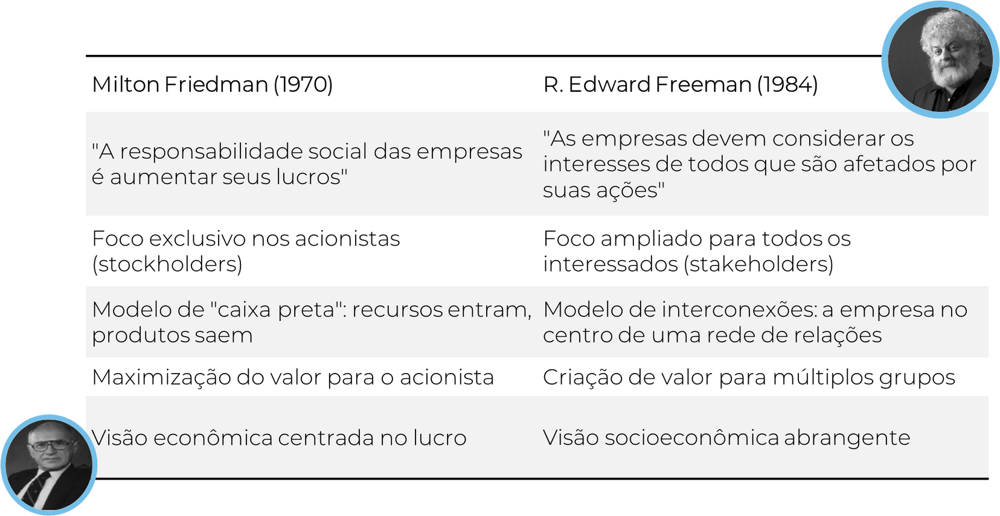 Milton Friedman (1970)
R. Edward Freeman (1984)
"A responsabilidade social das empresas
é aumentar seus lucros"
"As empresas devem considerar os
interesses de todos que são afetados por
suas ações"
Foco exclusivo nos acionistas
(stockholders)
Foco ampliado para todos os
interessados (stakeholders)
Modelo de "caixa preta": recursos entram,
produtos saem
Modelo de interconexões: a empresa no
centro de uma rede de relações
Maximização do valor para o acionista
Criação de valor para múltiplos grupos
Visão econômica centrada no lucro
Visão socioeconômica abrangente